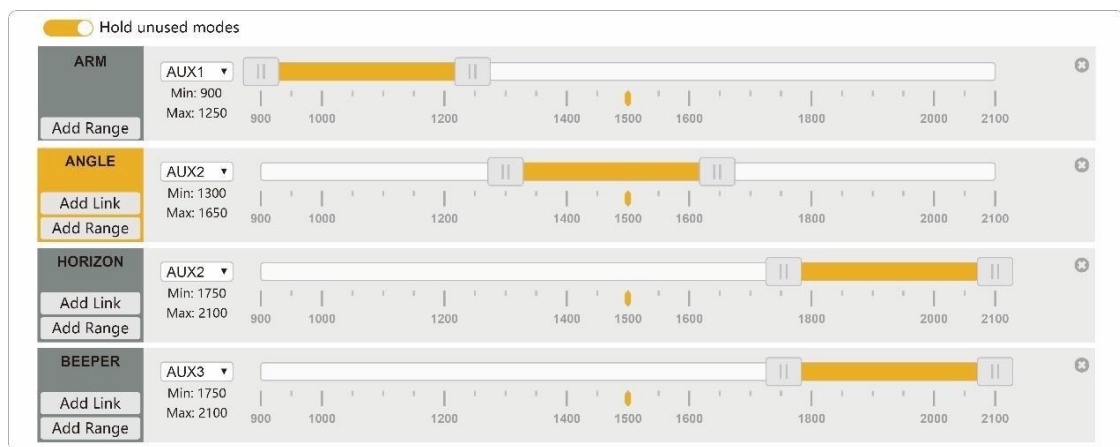 Hold unused modes
ARM
AUX1
Min: 900
Max: 1250
Add Range
900 1000 1200 1400 1500 1600 1800 2000 2100
ANGLE
AUX2
Min: 1300
Max: 1650
Add Link
Add Range
900 1000 1200 1400 1500 1600 1800 2000 2100
HORIZON
AUX2
Min: 1750
Max: 2100
Add Link
Add Range
900 1000 1200 1400 1500 1600 1800 2000 2100
BEEPER
AUX3
Min: 1750
Max: 2100
Add Link
Add Range
900 1000 1200 1400 1500 1600 1800 2000 2100